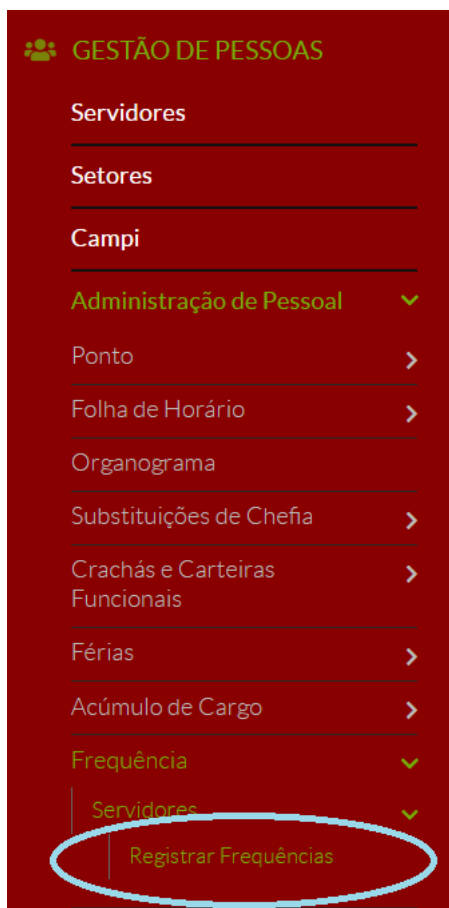 GESTÃO DE PESSOAS
Servidores
Setores
Campi
Administração de Pessoal
Ponto
Folha de Horário
Organograma
Substituições de Chefia
Crachás e Carteiras
Funcionais
Férias
Acúmulo de Cargo
Frequência
Servidores
Registrar Frequências